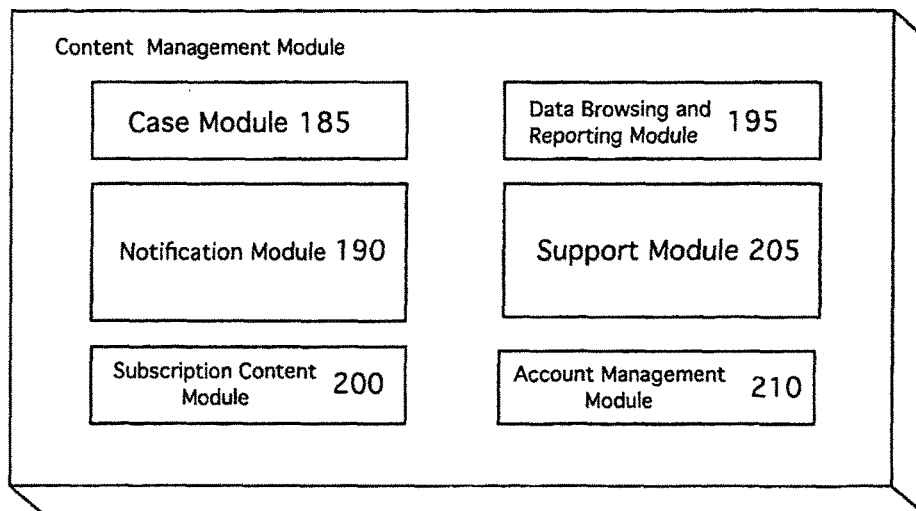 Content Management Module
Case Module 185
Data Browsing and
Reporting Module 195
Notification Module 190
Support Module 205
Subscription Content
Module 200
Account Management
Module 210